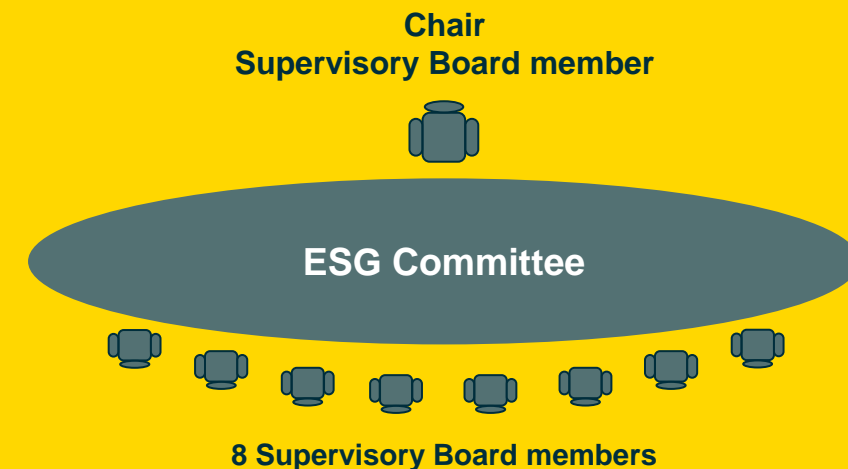 Chair
Supervisory Board member
ESG Committee
8 Supervisory Board members